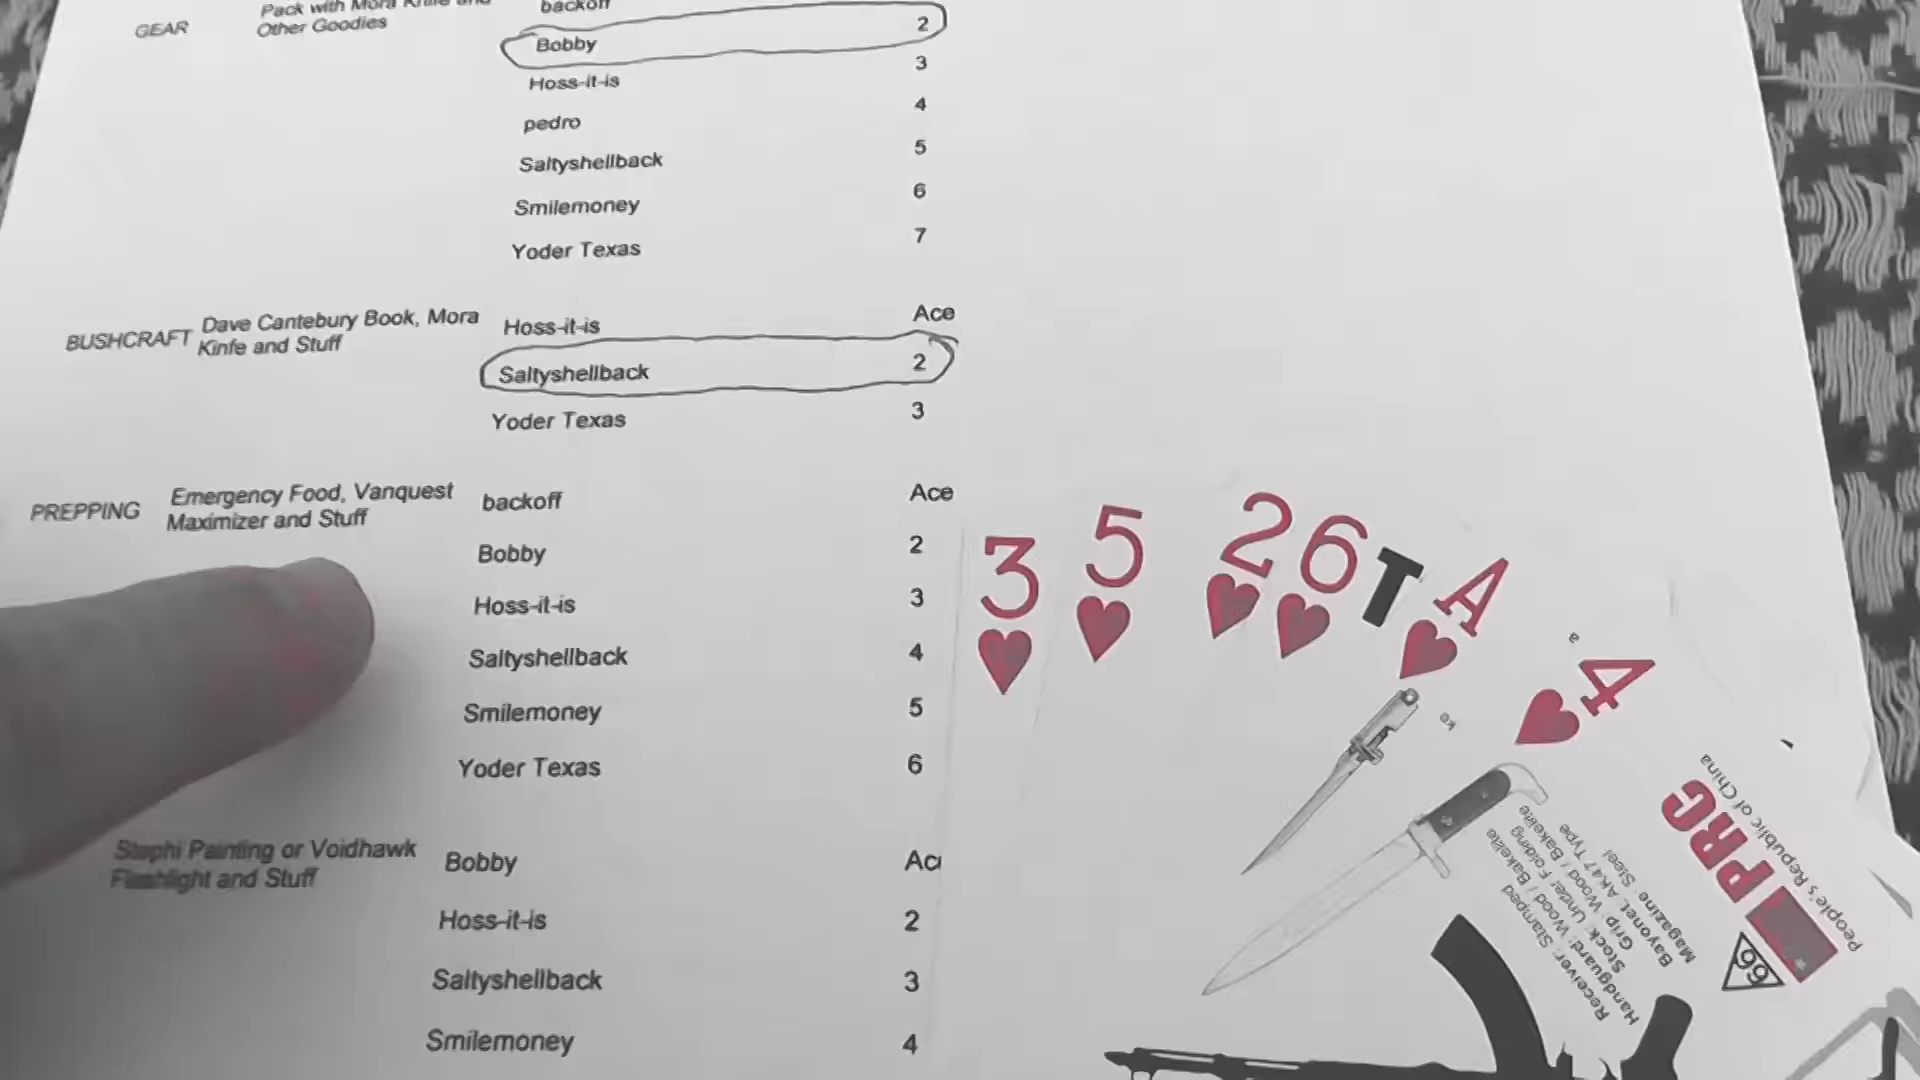 GEAR
Pack with Mora Knife and
Other Goodies
backoff
Bobby 2
Hoss-it-is 3
pedro 4
Saltyshellback 5
Smilemoney 6
Yoder Texas 7
BUSHCRAFT
Dave Cantebury Book, Mora
Kinfe and Stuff
Hoss-it-is Ace
Saltyshellback 2
Yoder Texas 3
PREPPING
Emergency Food, Vanquest
Maximizer and Stuff
backoff Ace
Bobby 2
Hoss-it-is 3
Saltyshellback 4
Smilemoney 5
Yoder Texas 6
Stephi Painting or Voidhawk
Flashlight and Stuff
Bobby Ac
Hoss-it-is 2
Saltyshellback 3
Smilemoney 4
3
5
2
6
T
A
4
a
ke
PRC
People's Republic of China
66
Receiver: Stamped
Handguard: Wood / Bakelite
Stock: Under Folding
Grip: Wood / Bakelite
Bayonet: AK47 Type
Magazine: Steel